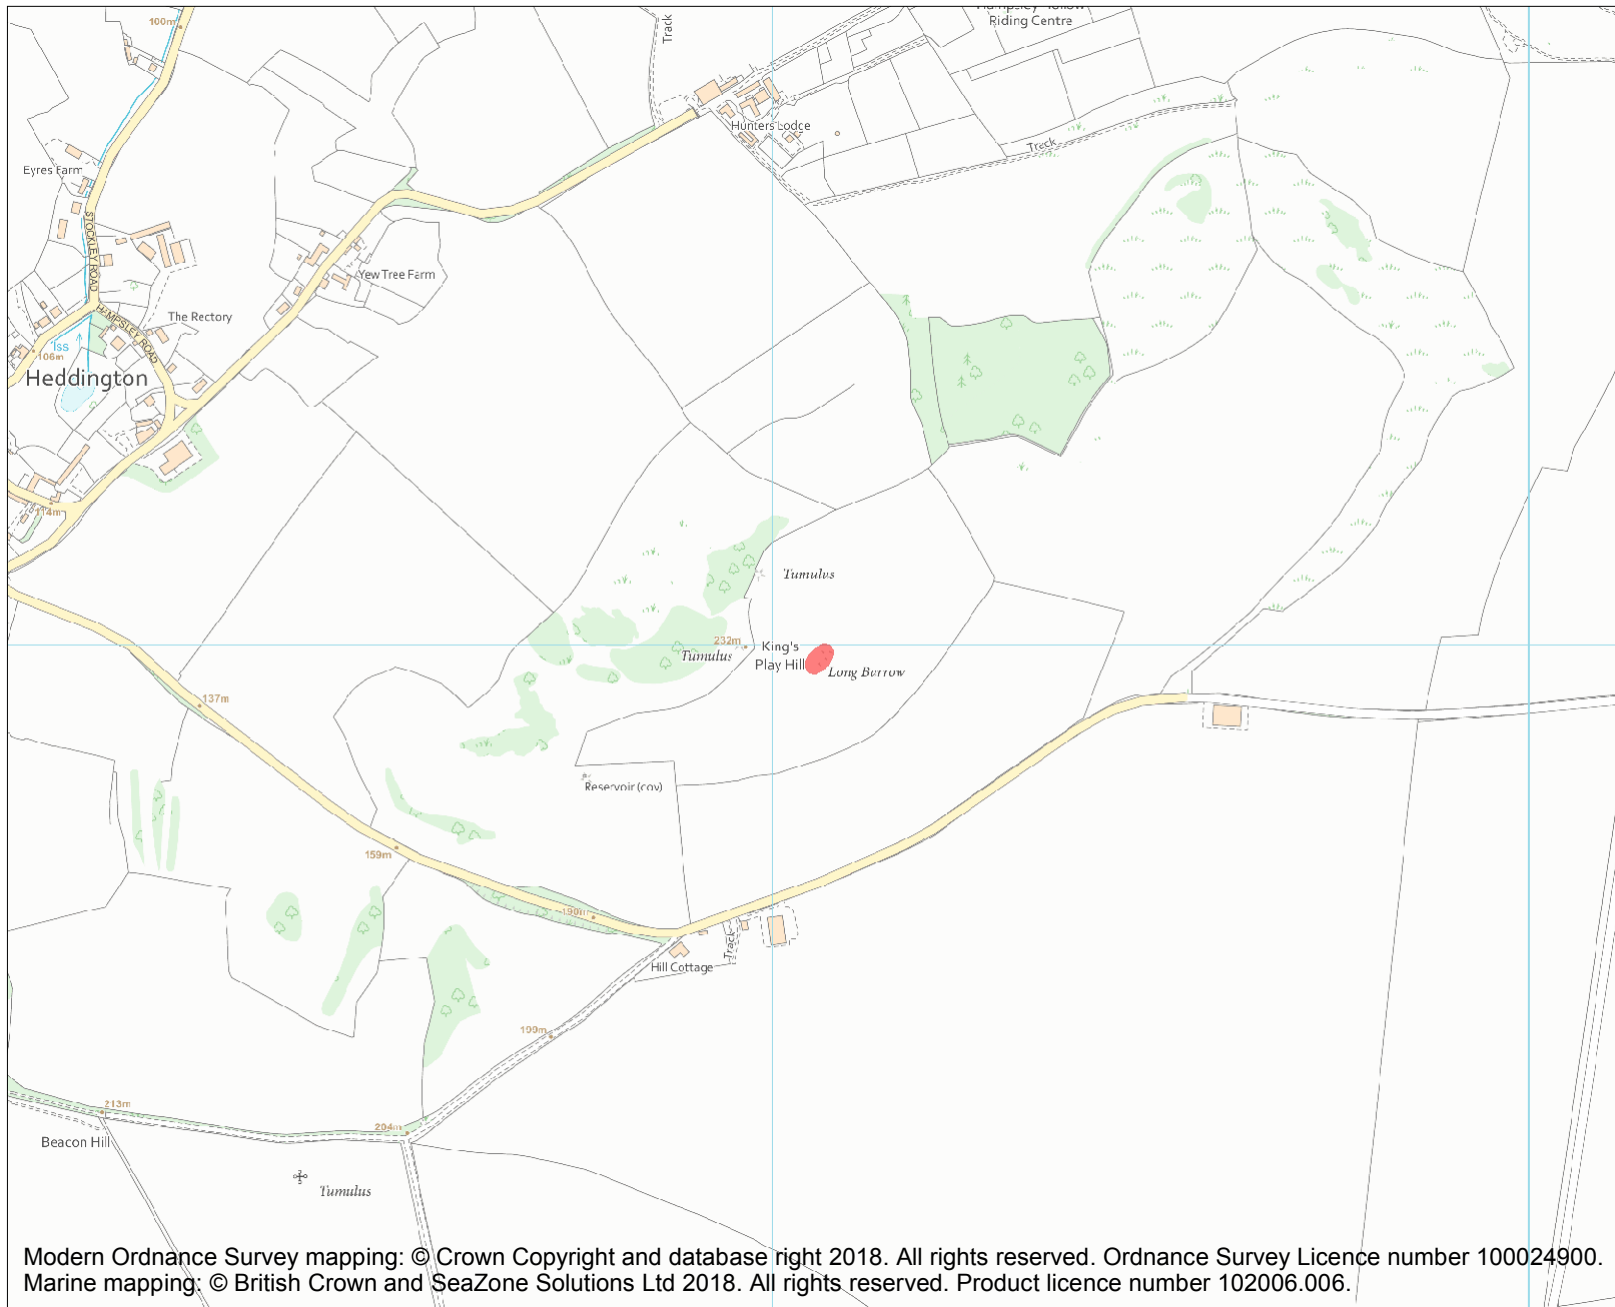 100m
Track
Riding Centre
Hunters Lodge
Track
Eyres Farm
STOCKLEY ROAD
Yew Tree Farm
The Rectory
HAMPSLEY ROAD
Iss
106m
Heddington
114m
Tumulus
232m
King's
Tumulus
Play Hill
Long Barrow
137m
Reservoir (cov)
159m
190m
Track
Hill Cottage
199m
213m
204m
Beacon Hill
Tumulus
Modern Ordnance Survey mapping: © Crown Copyright and database right 2018. All rights reserved. Ordnance Survey Licence number 100024900.
Marine mapping: © British Crown and SeaZone Solutions Ltd 2018. All rights reserved. Product licence number 102006.006.